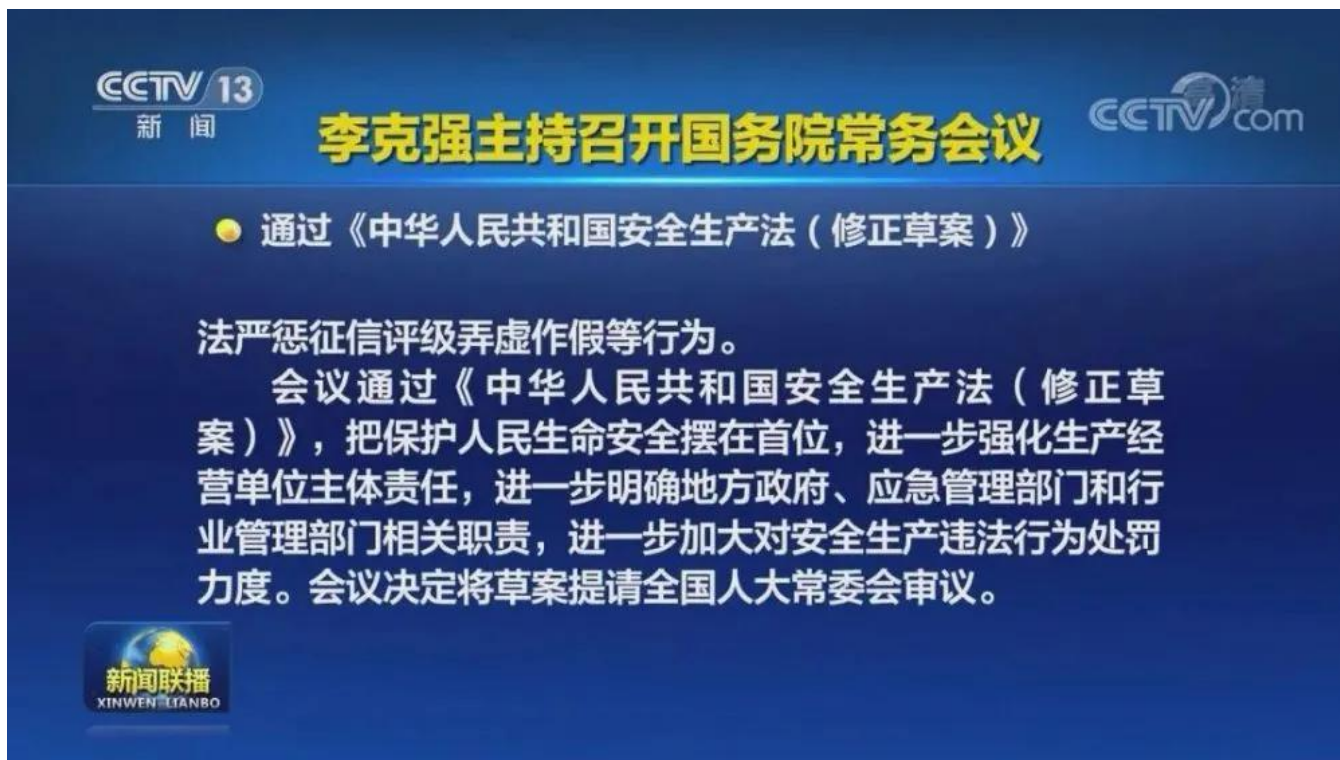 CCTV 13
新闻
高清
CCTV com
李克强主持召开国务院常务会议
通过《中华人民共和国安全生产法（修正草案）》
法严惩征信评级弄虚作假等行为。
会议通过《中华人民共和国安全生产法（修正草
案）》，把保护人民生命安全摆在首位，进一步强化生产经
营单位主体责任，进一步明确地方政府、应急管理部门和行
业管理部门相关职责，进一步加大对安全生产违法行为处罚
力度。会议决定将草案提请全国人大常委会审议。
新闻联播
XINWEN LIANBO